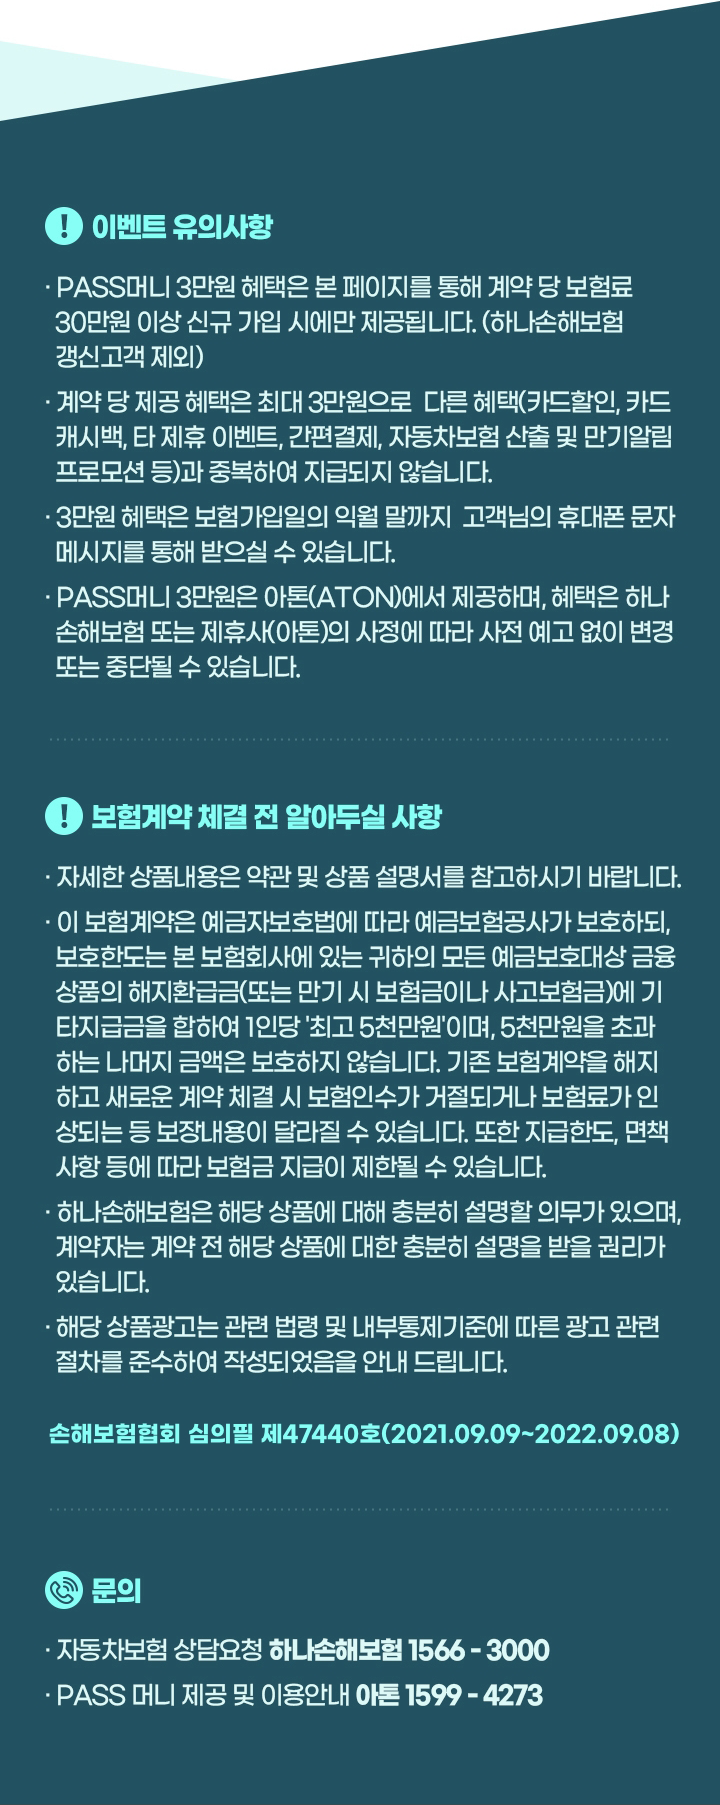 이벤트 유의사항
· PASS머니 3만원 혜택은 본 페이지를 통해 계약 당 보험료
30만원 이상 신규 가입 시에만 제공됩니다. (하나손해보험
갱신고객 제외)
· 계약 당 제공 혜택은 최대 3만원으로 다른 혜택(카드할인, 카드
캐시백, 타 제휴 이벤트, 간편결제, 자동차보험 산출 및 만기알림
프로모션 등)과 중복하여 지급되지 않습니다.
· 3만원 혜택은 보험가입일의 익월 말까지 고객님의 휴대폰 문자
메시지를 통해 받으실 수 있습니다.
· PASS머니 3만원은 아톤(ATON)에서 제공하며, 혜택은 하나
손해보험 또는 제휴사(아톤)의 사정에 따라 사전 예고 없이 변경
또는 중단될 수 있습니다.
보험계약 체결 전 알아두실 사항
· 자세한 상품내용은 약관 및 상품 설명서를 참고하시기 바랍니다.
· 이 보험계약은 예금자보호법에 따라 예금보험공사가 보호하되,
보호한도는 본 보험회사에 있는 귀하의 모든 예금보호대상 금융
상품의 해지환급금(또는 만기 시 보험금이나 사고보험금)에 기
타지급금을 합하여 1인당 '최고 5천만원'이며, 5천만원을 초과
하는 나머지 금액은 보호하지 않습니다. 기존 보험계약을 해지
하고 새로운 계약 체결 시 보험인수가 거절되거나 보험료가 인
상되는 등 보장내용이 달라질 수 있습니다. 또한 지급한도, 면책
사항 등에 따라 보험금 지급이 제한될 수 있습니다.
· 하나손해보험은 해당 상품에 대해 충분히 설명할 의무가 있으며,
계약자는 계약 전 해당 상품에 대한 충분히 설명을 받을 권리가
있습니다.
· 해당 상품광고는 관련 법령 및 내부통제기준에 따른 광고 관련
절차를 준수하여 작성되었음을 안내 드립니다.
손해보험협회 심의필 제47440호(2021.09.09~2022.09.08)
문의
· 자동차보험 상담요청 하나손해보험 1566 - 3000
· PASS 머니 제공 및 이용안내 아톤 1599 - 4273